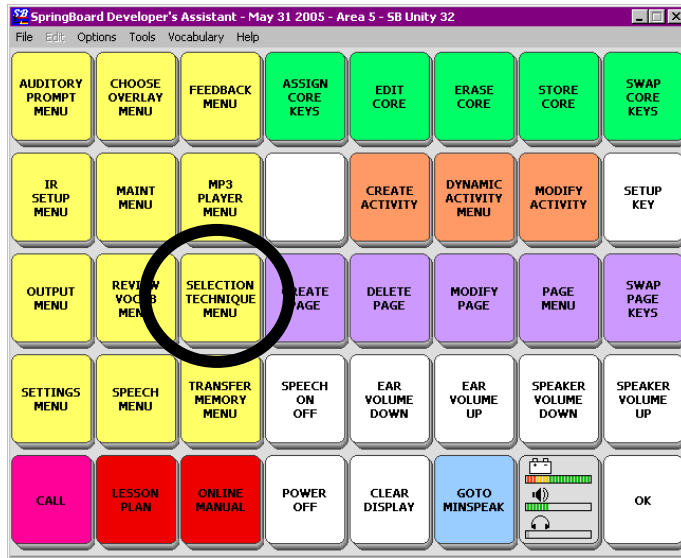 SB SpringBoard Developer's Assistant - May 31 2005 - Area 5 - SB Unity 32
File Edit Options Tools Vocabulary Help
AUDITORY
PROMPT
MENU
CHOOSE
OVERLAY
MENU
FEEDBACK
MENU
ASSIGN
CORE
KEYS
EDIT
CORE
ERASE
CORE
STORE
CORE
SWAP
CORE
KEYS
IR
SETUP
MENU
MAINT
MENU
MP3
PLAYER
MENU
CREATE
ACTIVITY
DYNAMIC
ACTIVITY
MENU
MODIFY
ACTIVITY
SETUP
KEY
OUTPUT
MENU
REVIEW
VOCAB
MENU
SELECTION
TECHNIQUE
MENU
CREATE
PAGE
DELETE
PAGE
MODIFY
PAGE
PAGE
MENU
SWAP
PAGE
KEYS
SETTINGS
MENU
SPEECH
MENU
TRANSFER
MEMORY
MENU
SPEECH
ON
OFF
EAR
VOLUME
DOWN
EAR
VOLUME
UP
SPEAKER
VOLUME
DOWN
SPEAKER
VOLUME
UP
CALL
LESSON
PLAN
ONLINE
MANUAL
POWER
OFF
CLEAR
DISPLAY
GOTO
MINSPEAK
OK